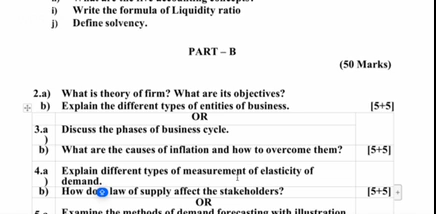 i) Write the formula of Liquidity ratio
j) Define solvency.
PART – B
(50 Marks)
2.a) What is theory of firm? What are its objectives?
b) Explain the different types of entities of business. [5+5]
OR
3.a) Discuss the phases of business cycle.
b) What are the causes of inflation and how to overcome them? [5+5]
4.a) Explain different types of measurement of elasticity of
demand.
b) How do law of supply affect the stakeholders? [5+5]
OR
Examine the methods of demand forecasting with illustration